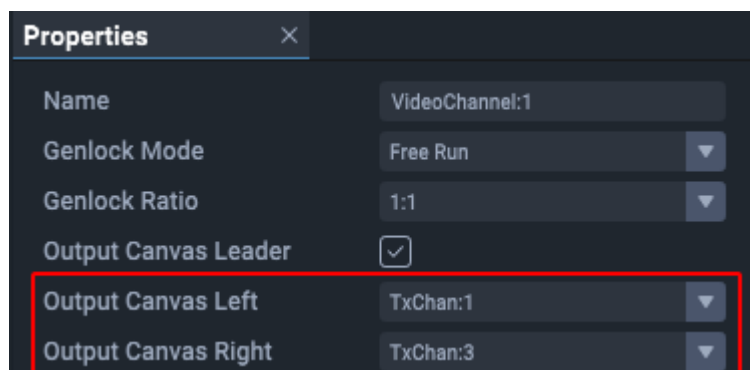 Properties
Name VideoChannel:1
Genlock Mode Free Run
Genlock Ratio 1:1
Output Canvas Leader
Output Canvas Left TxChan:1
Output Canvas Right TxChan:3